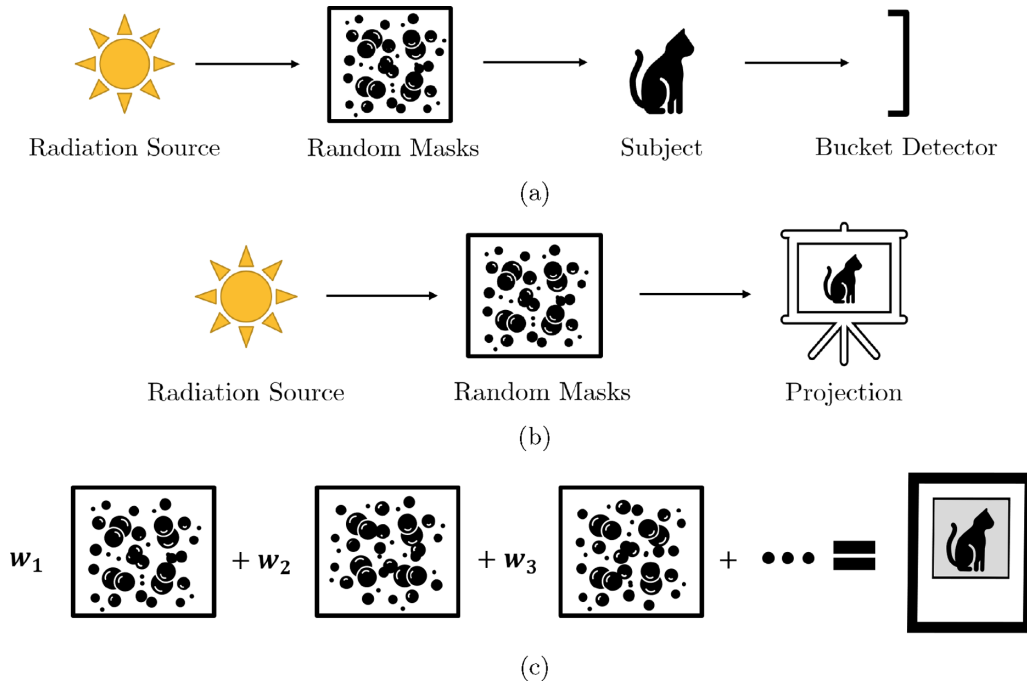 Radiation Source Random Masks Subject Bucket Detector
(a)
Radiation Source Random Masks Projection
(b)
w₁ + w₂ + w₃ + ••• =
(c)